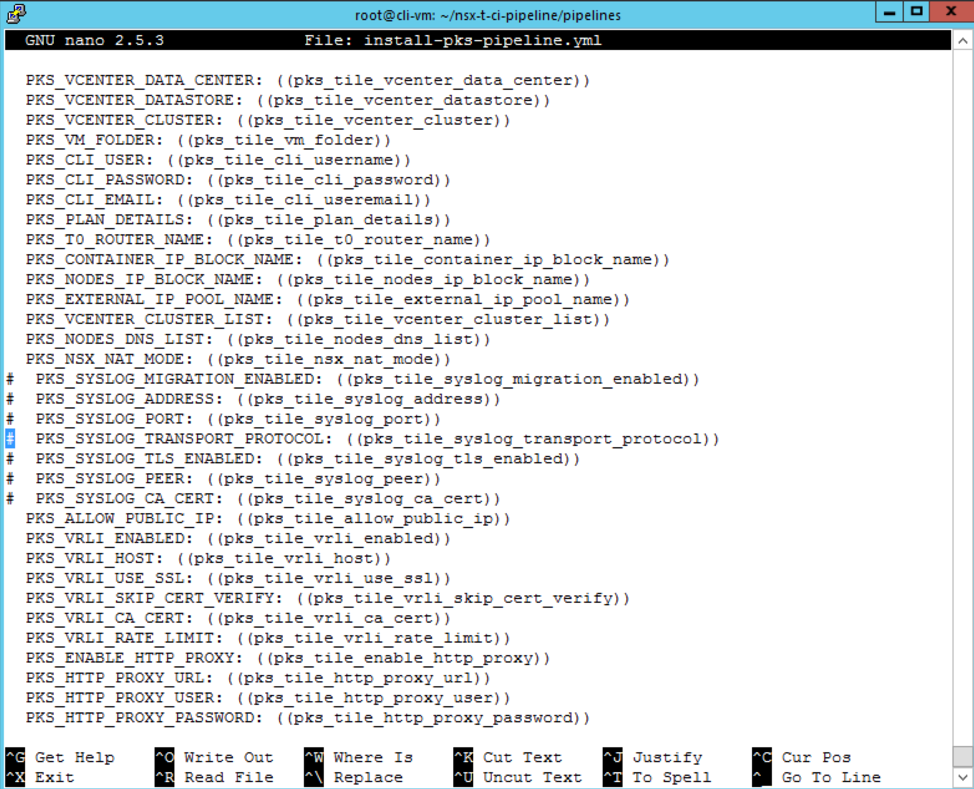 root@cli-vm: ~/nsx-t-ci-pipeline/pipelines
GNU nano 2.5.3 File: install-pks-pipeline.yml
PKS_VCENTER_DATA_CENTER: ((pks_tile_vcenter_data_center))
PKS_VCENTER_DATASTORE: ((pks_tile_vcenter_datastore))
PKS_VCENTER_CLUSTER: ((pks_tile_vcenter_cluster))
PKS_VM_FOLDER: ((pks_tile_vm_folder))
PKS_CLI_USER: ((pks_tile_cli_username))
PKS_CLI_PASSWORD: ((pks_tile_cli_password))
PKS_CLI_EMAIL: ((pks_tile_cli_useremail))
PKS_PLAN_DETAILS: ((pks_tile_plan_details))
PKS_T0_ROUTER_NAME: ((pks_tile_t0_router_name))
PKS_CONTAINER_IP_BLOCK_NAME: ((pks_tile_container_ip_block_name))
PKS_NODES_IP_BLOCK_NAME: ((pks_tile_nodes_ip_block_name))
PKS_EXTERNAL_IP_POOL_NAME: ((pks_tile_external_ip_pool_name))
PKS_VCENTER_CLUSTER_LIST: ((pks_tile_vcenter_cluster_list))
PKS_NODES_DNS_LIST: ((pks_tile_nodes_dns_list))
PKS_NSX_NAT_MODE: ((pks_tile_nsx_nat_mode))
# PKS_SYSLOG_MIGRATION_ENABLED: ((pks_tile_syslog_migration_enabled))
# PKS_SYSLOG_ADDRESS: ((pks_tile_syslog_address))
# PKS_SYSLOG_PORT: ((pks_tile_syslog_port))
# PKS_SYSLOG_TRANSPORT_PROTOCOL: ((pks_tile_syslog_transport_protocol))
# PKS_SYSLOG_TLS_ENABLED: ((pks_tile_syslog_tls_enabled))
# PKS_SYSLOG_PEER: ((pks_tile_syslog_peer))
# PKS_SYSLOG_CA_CERT: ((pks_tile_syslog_ca_cert))
PKS_ALLOW_PUBLIC_IP: ((pks_tile_allow_public_ip))
PKS_VRLI_ENABLED: ((pks_tile_vrli_enabled))
PKS_VRLI_HOST: ((pks_tile_vrli_host))
PKS_VRLI_USE_SSL: ((pks_tile_vrli_use_ssl))
PKS_VRLI_SKIP_CERT_VERIFY: ((pks_tile_vrli_skip_cert_verify))
PKS_VRLI_CA_CERT: ((pks_tile_vrli_ca_cert))
PKS_VRLI_RATE_LIMIT: ((pks_tile_vrli_rate_limit))
PKS_ENABLE_HTTP_PROXY: ((pks_tile_enable_http_proxy))
PKS_HTTP_PROXY_URL: ((pks_tile_http_proxy_url))
PKS_HTTP_PROXY_USER: ((pks_tile_http_proxy_user))
PKS_HTTP_PROXY_PASSWORD: ((pks_tile_http_proxy_password))
^G Get Help ^O Write Out ^W Where Is ^K Cut Text ^J Justify ^C Cur Pos
^X Exit ^R Read File ^\ Replace ^U Uncut Text ^T To Spell ^_ Go To Line